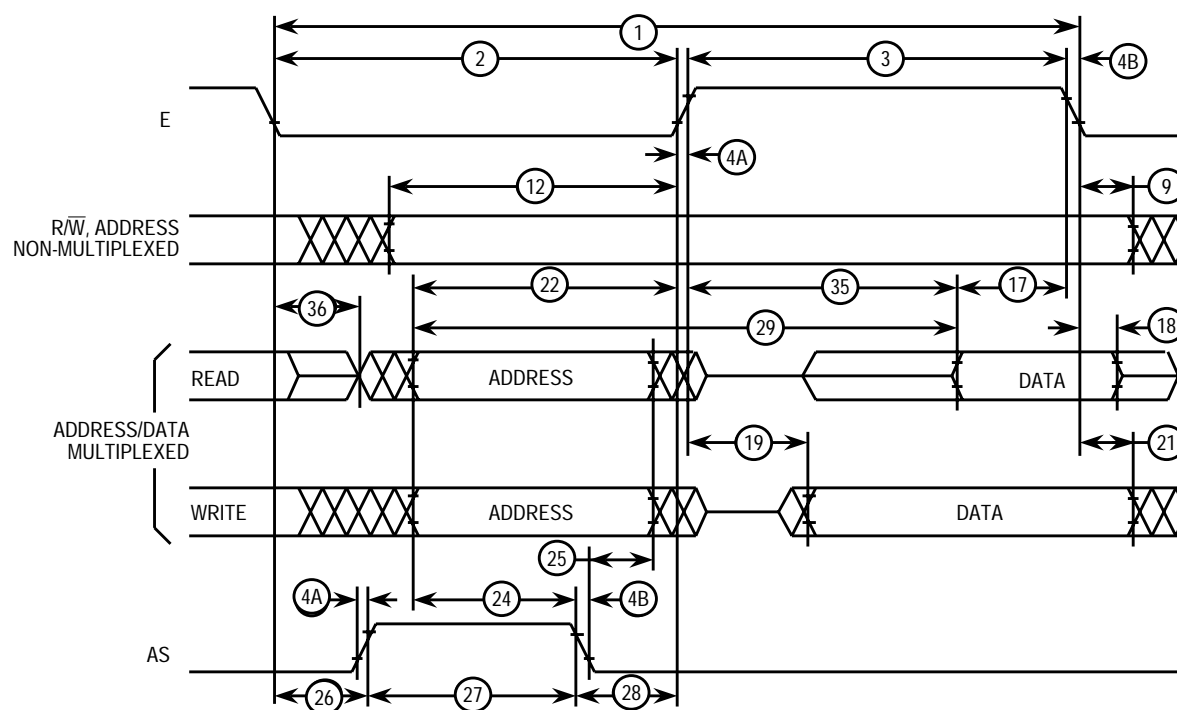 1
2
3
4B
E
4A
12
9
R/W̅, ADDRESS
NON-MULTIPLEXED
22
35
17
36
29
18
READ
ADDRESS
DATA
ADDRESS/DATA
MULTIPLEXED
19
21
WRITE
ADDRESS
DATA
25
4A
24
4B
AS
26
27
28